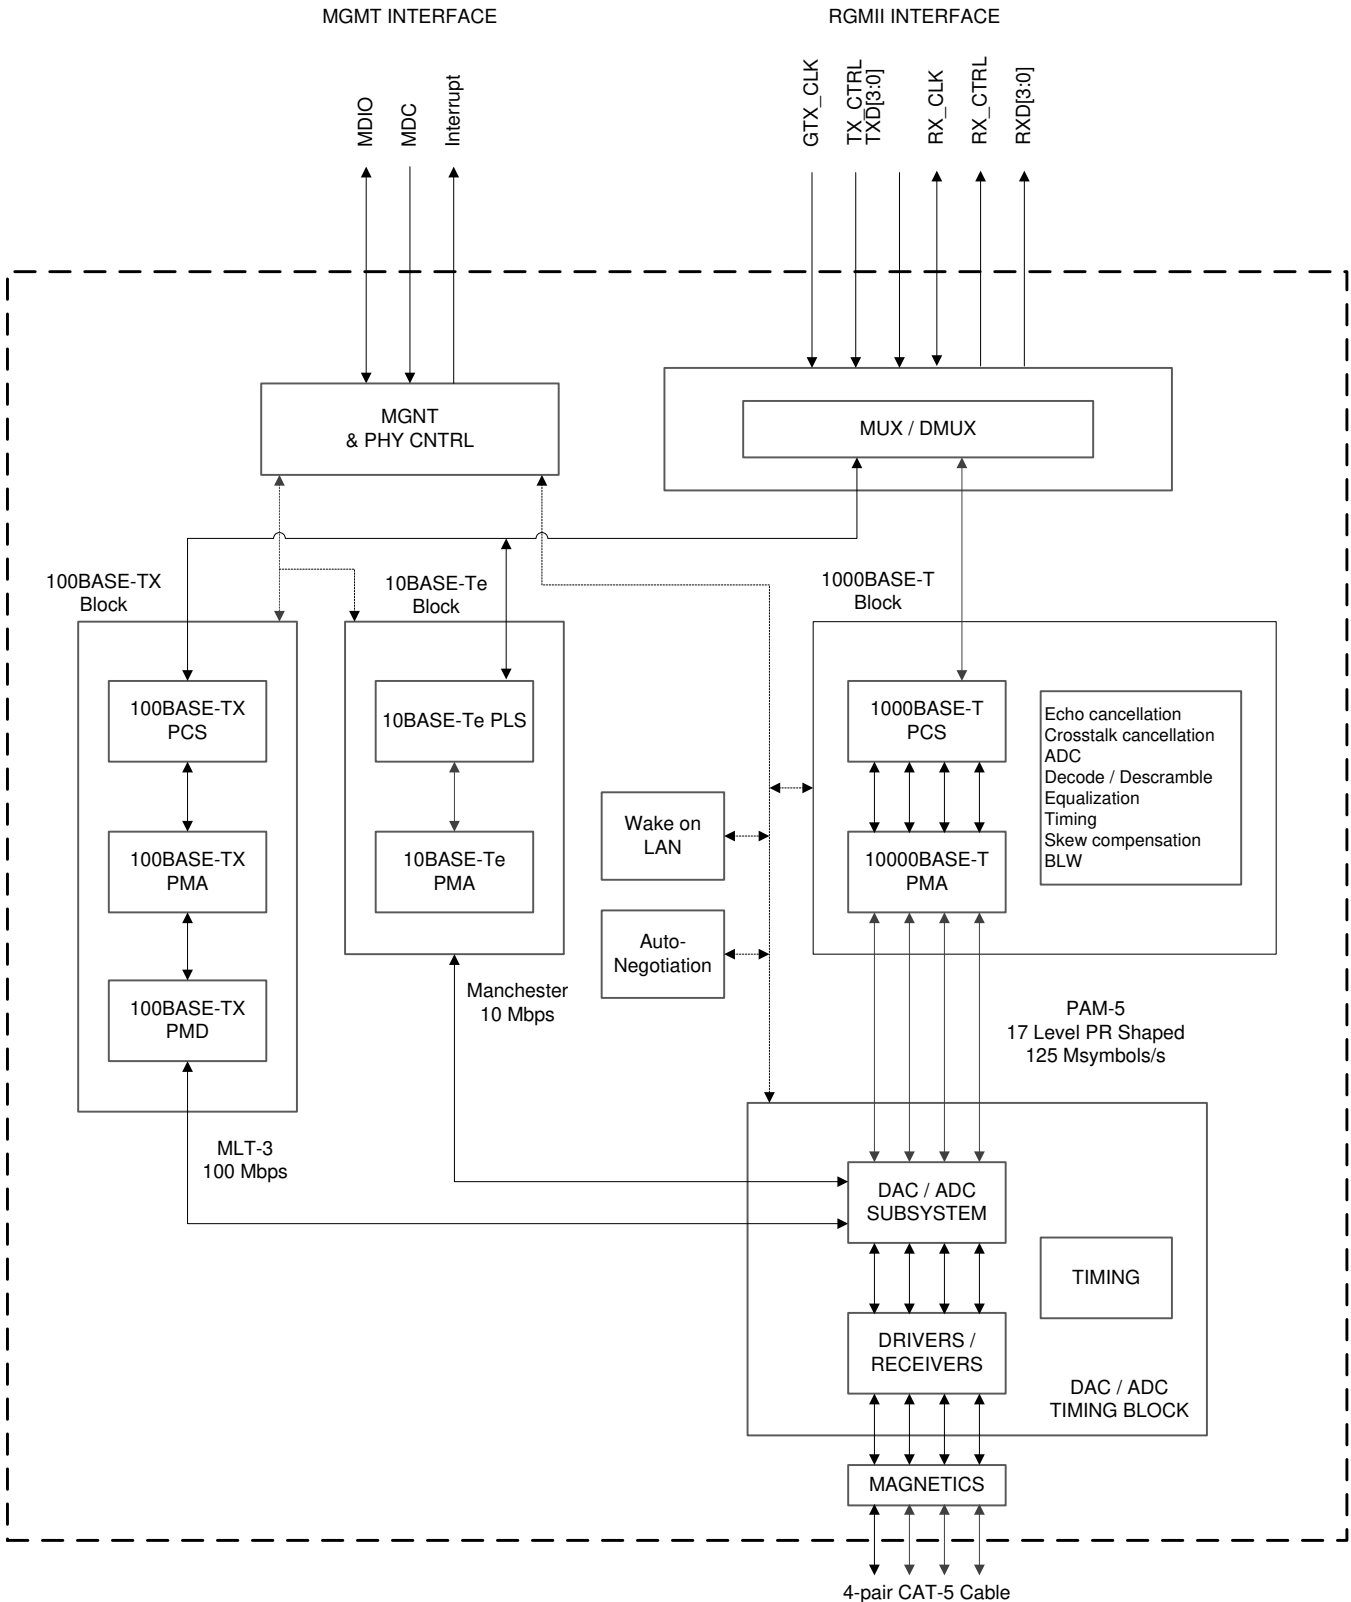 MGMT INTERFACE
RGMII INTERFACE
MDIO
MDC
Interrupt
GTX_CLK
TX_CTRL
TXD[3:0]
RX_CLK
RX_CTRL
RXD[3:0]
MGNT
& PHY CNTRL
MUX / DMUX
100BASE-TX
Block
10BASE-Te
Block
1000BASE-T
Block
100BASE-TX
PCS
10BASE-Te PLS
1000BASE-T
PCS
Echo cancellation
Crosstalk cancellation
ADC
Decode / Descramble
Equalization
Timing
Skew compensation
BLW
100BASE-TX
PMA
10BASE-Te
PMA
Wake on
LAN
10000BASE-T
PMA
Auto-
Negotiation
100BASE-TX
PMD
Manchester
10 Mbps
PAM-5
17 Level PR Shaped
125 Msymbols/s
MLT-3
100 Mbps
DAC / ADC
SUBSYSTEM
TIMING
DRIVERS /
RECEIVERS
DAC / ADC
TIMING BLOCK
MAGNETICS
4-pair CAT-5 Cable